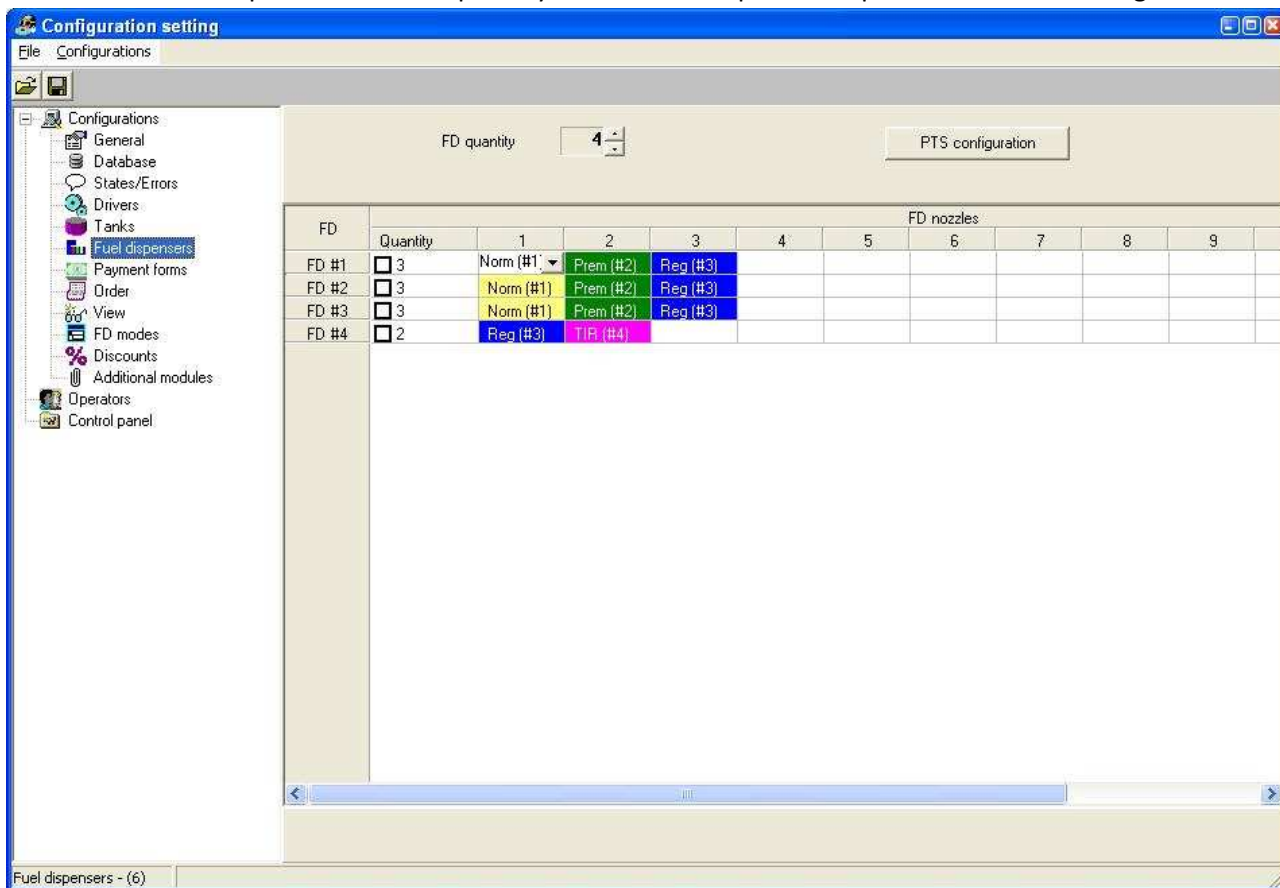 Configuration setting
File Configurations
Configurations
General
Database
States/Errors
Drivers
Tanks
Fuel dispensers
Payment forms
Order
View
FD modes
Discounts
Additional modules
Operators
Control panel
FD quantity 4 PTS configuration
FD FD nozzles
Quantity 1 2 3 4 5 6 7 8 9
FD #1 3 Norm (#1 Prem (#2) Reg (#3)
FD #2 3 Norm (#1) Prem (#2) Reg (#3)
FD #3 3 Norm (#1) Prem (#2) Reg (#3)
FD #4 2 Reg (#3) TIR (#4)
Fuel dispensers - (6)